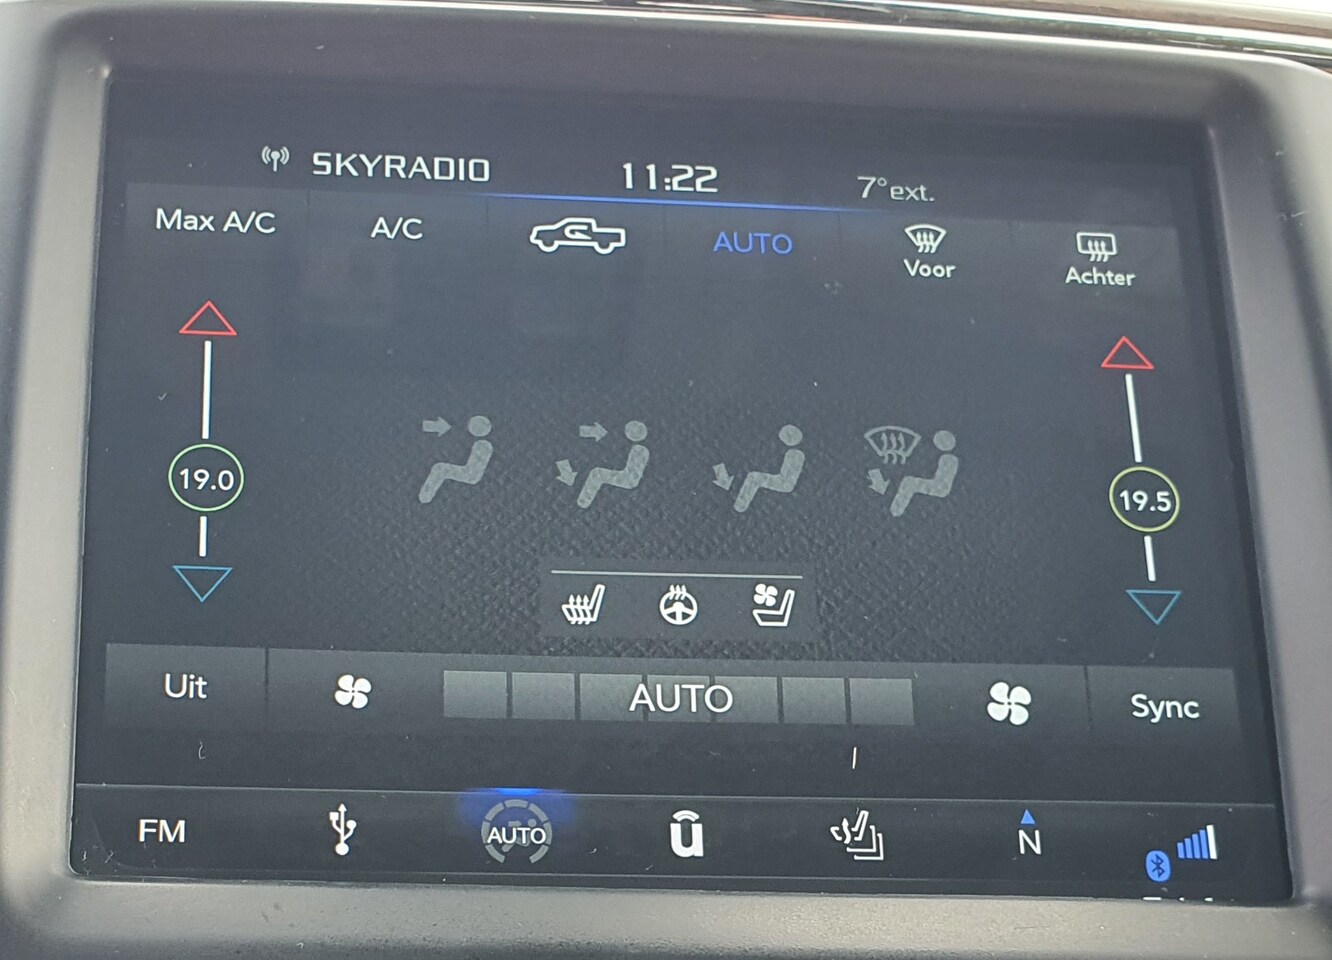 SKYRADIO 11:22 7° ext.
Max A/C A/C AUTO Voor Achter
19.0 19.5
Uit AUTO Sync
FM AUTO ū N